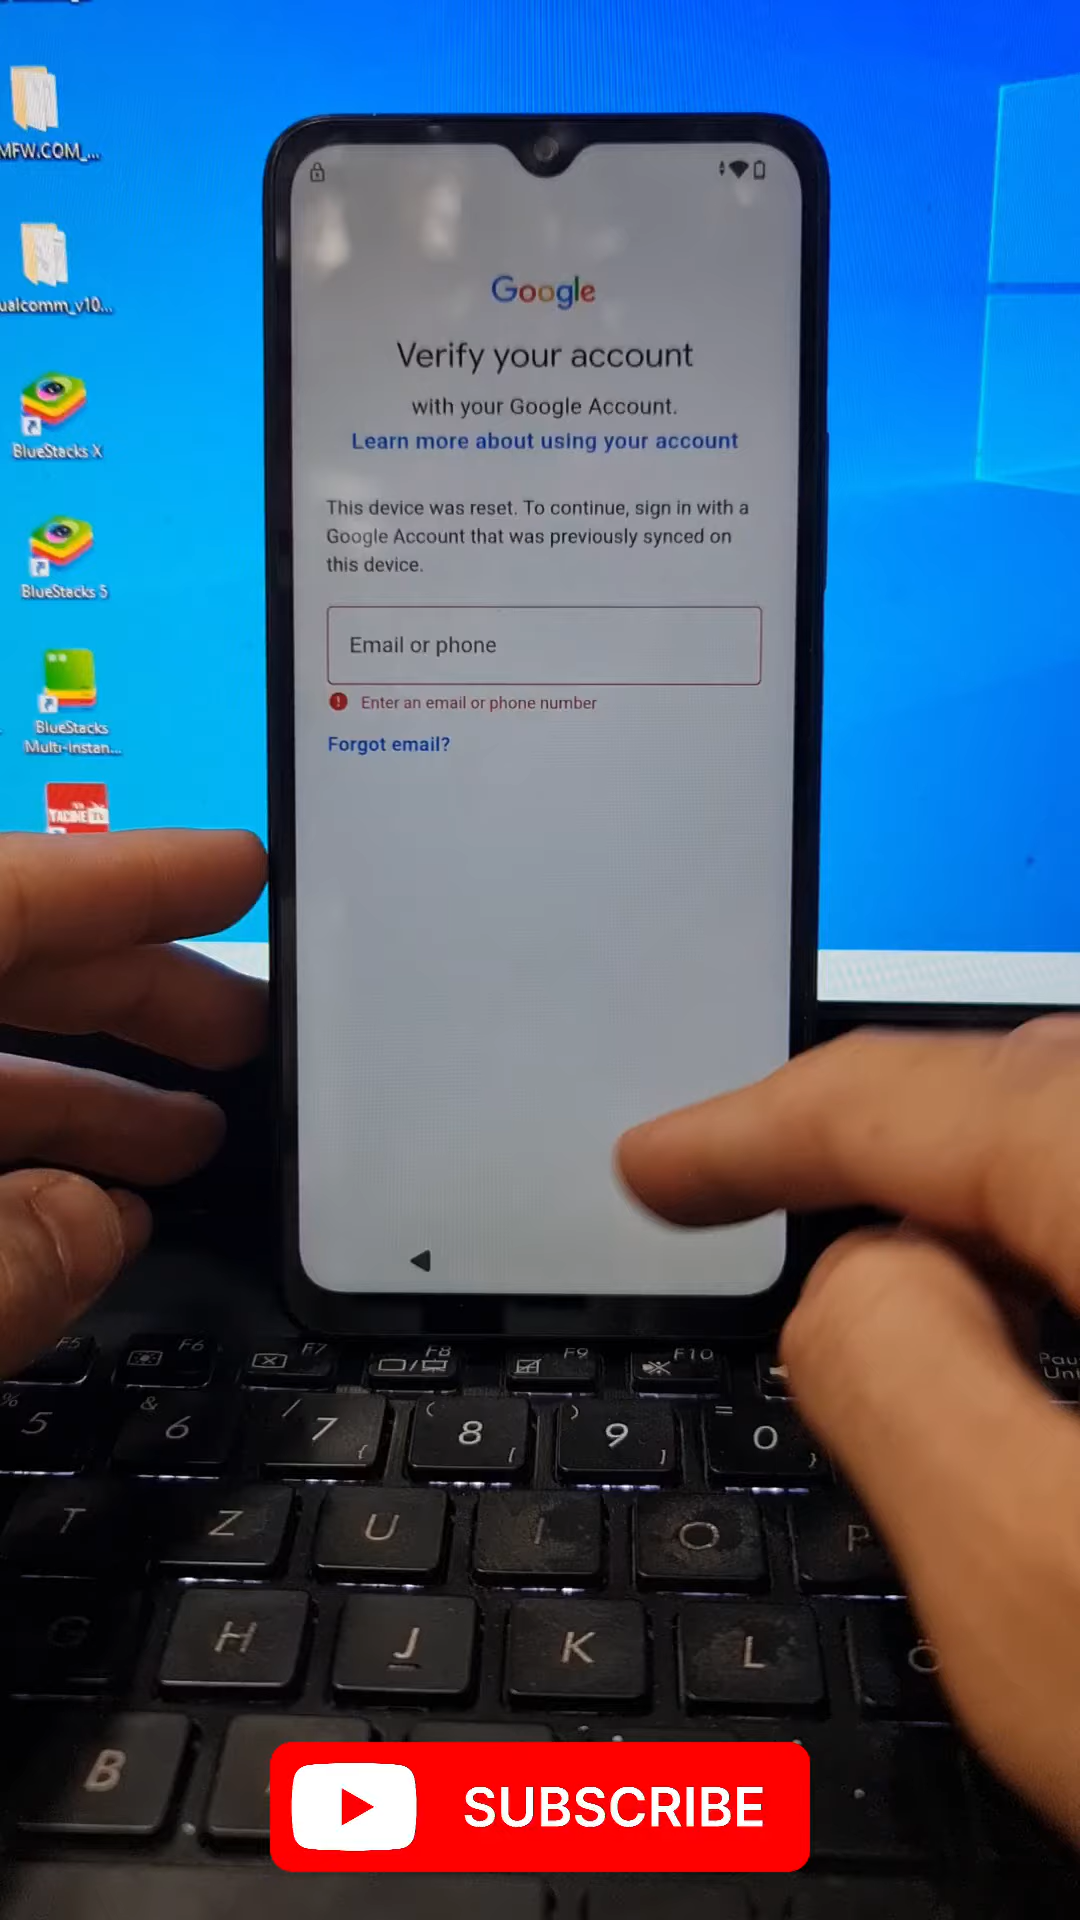 MFW.COM_...
ualcomm_v10...
BlueStacks X
BlueStacks 5
BlueStacks
Multi-instan...
YACINE TV
Google
Verify your account
with your Google Account.
Learn more about using your account
This device was reset. To continue, sign in with a
Google Account that was previously synced on
this device.
Email or phone
Enter an email or phone number
Forgot email?
F5 F6 F7 F8 F9 F10
% 5 & 6 / 7 { ( 8 [ ) 9 ] = 0 }
T Z U I O P
G H J K L Ö
B
SUBSCRIBE